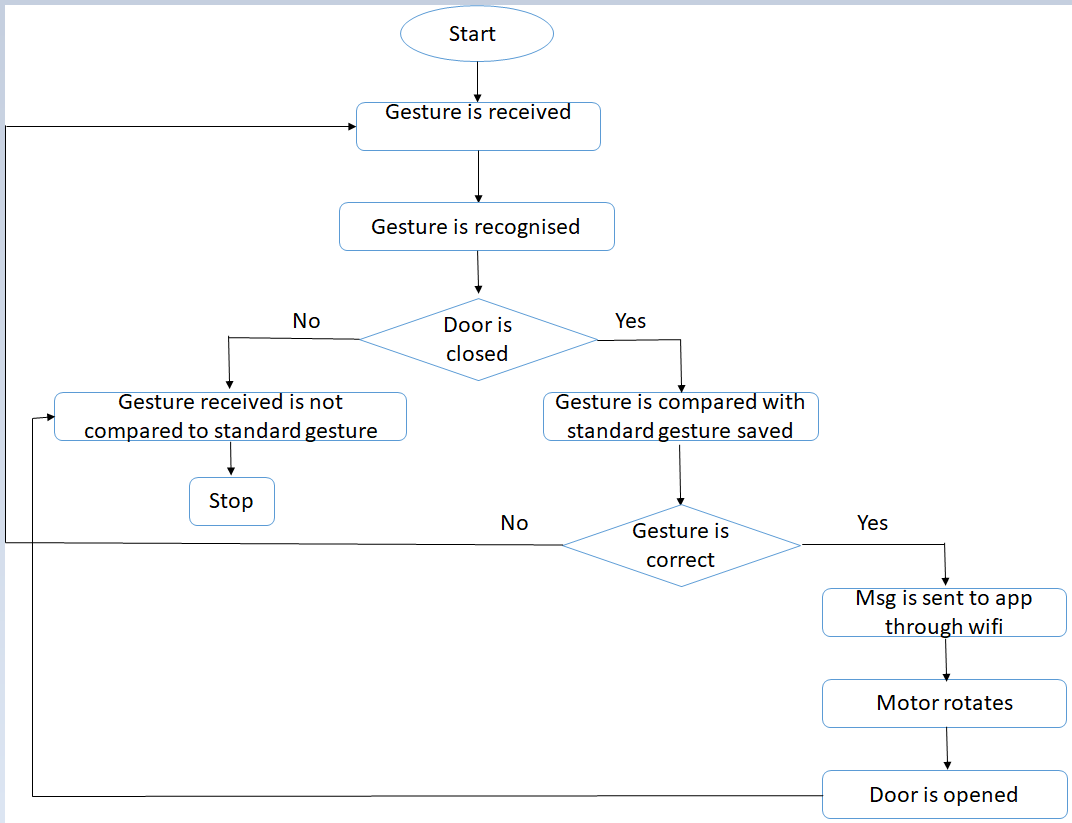 Start
Gesture is received
Gesture is recognised
No
Door is
closed
Yes
Gesture received is not
compared to standard gesture
Gesture is compared with
standard gesture saved
Stop
No
Gesture is
correct
Yes
Msg is sent to app
through wifi
Motor rotates
Door is opened